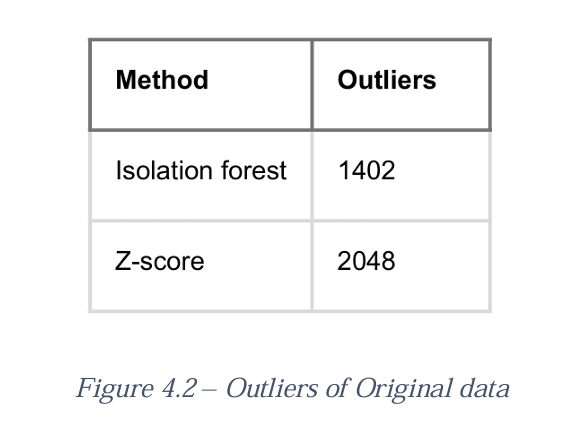 Method Outliers
Isolation forest 1402
Z-score 2048
Figure 4.2 – Outliers of Original data